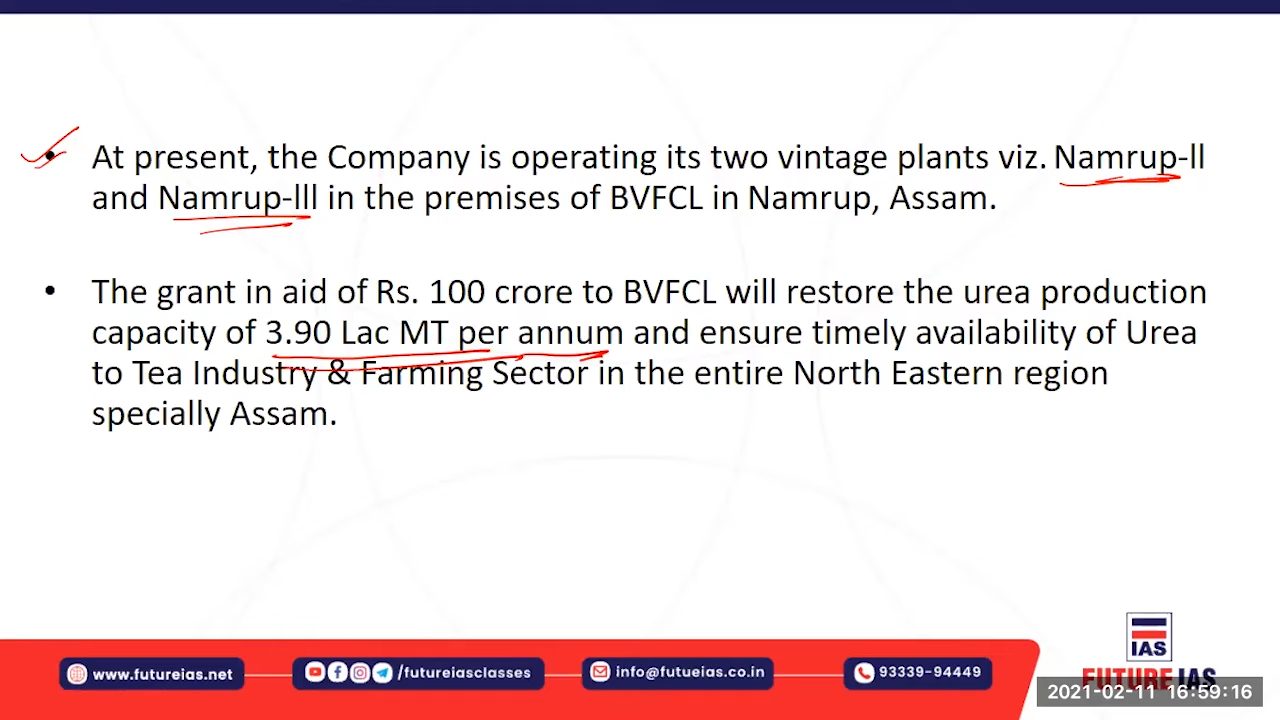 • At present, the Company is operating its two vintage plants viz. Namrup-ll
and Namrup-lll in the premises of BVFCL in Namrup, Assam.
• The grant in aid of Rs. 100 crore to BVFCL will restore the urea production
capacity of 3.90 Lac MT per annum and ensure timely availability of Urea
to Tea Industry & Farming Sector in the entire North Eastern region
specially Assam.
IAS
FUTURE IAS
www.futureias.net
/futureiasclasses
info@futueias.co.in
93339-94449
2021-02-11 16:59:16